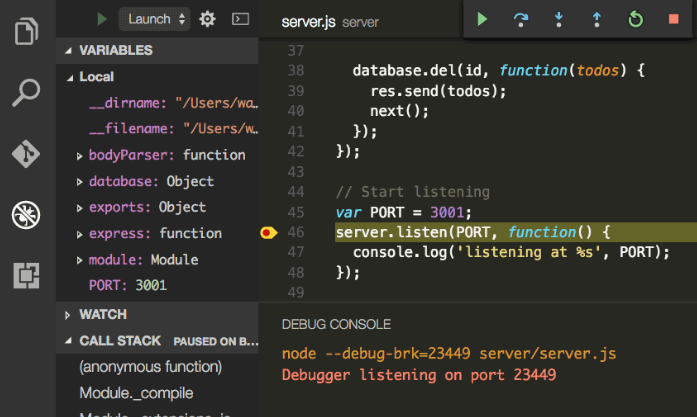 Launch
VARIABLES
Local
__dirname: "/Users/wa…
__filename: "/Users/w…
bodyParser: function
database: Object
exports: Object
express: function
module: Module
PORT: 3001
WATCH
CALL STACK PAUSED ON B…
(anonymous function)
Module._compile
Module._extensions..js
server.js server
37
38 database.del(id, function(todos) {
39 res.send(todos);
40 next();
41 });
42 });
43
44 // Start listening
45 var PORT = 3001;
46 server.listen(PORT, function() {
47 console.log('listening at %s', PORT);
48 });
49
DEBUG CONSOLE
node --debug-brk=23449 server/server.js
Debugger listening on port 23449